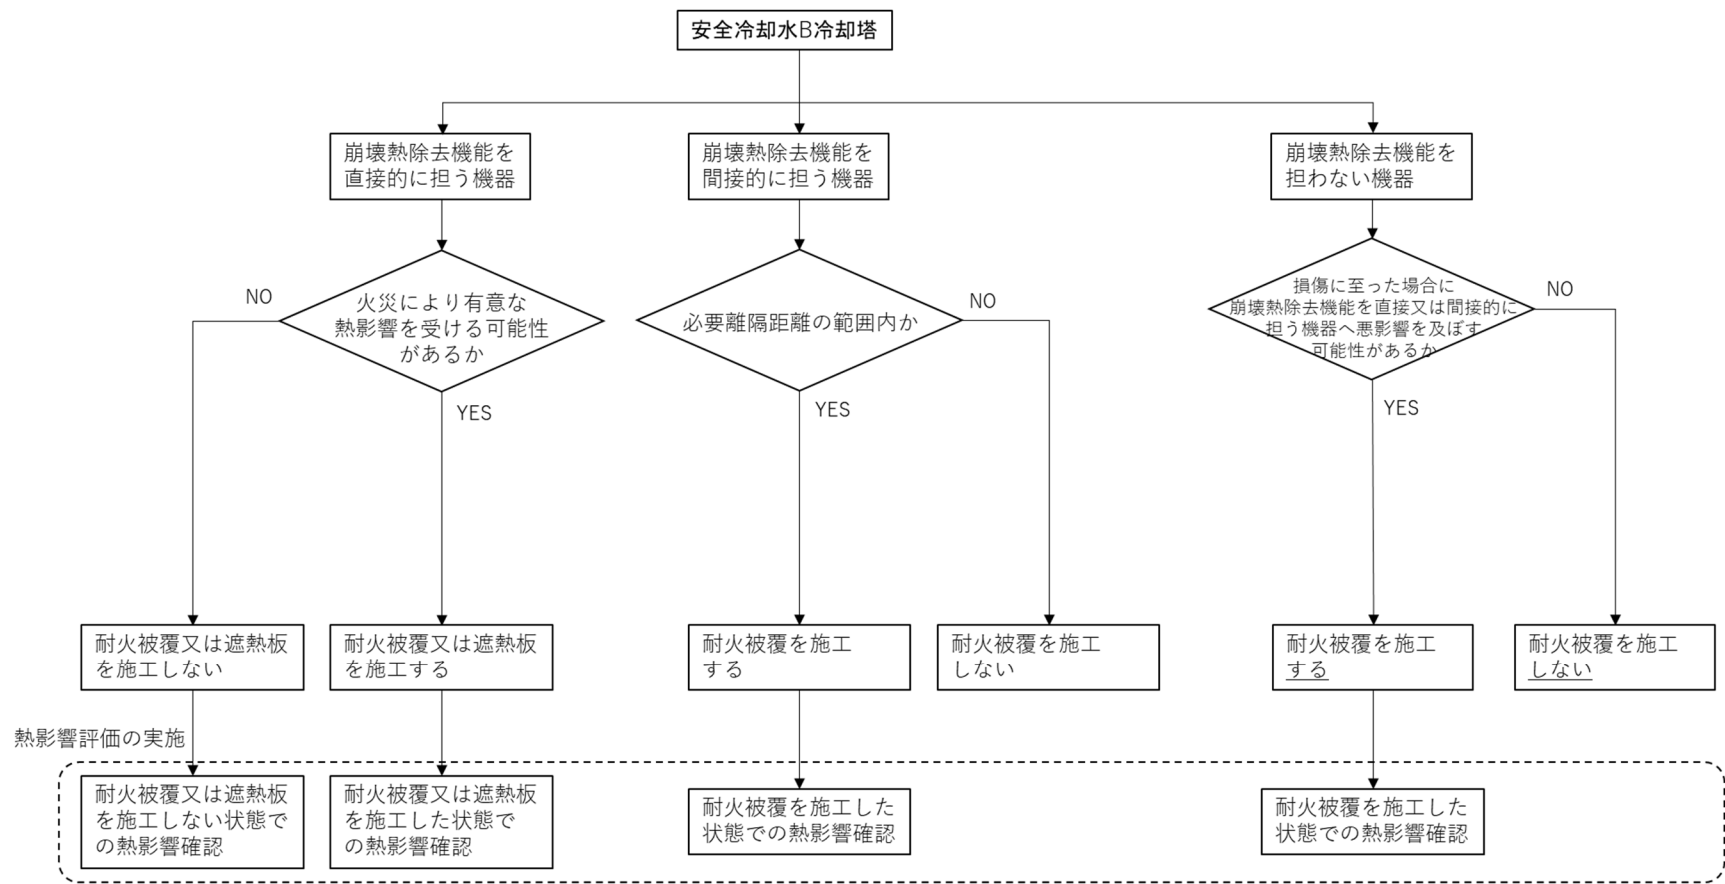 安全冷却水B冷却塔
崩壊熱除去機能を
直接的に担う機器
崩壊熱除去機能を
間接的に担う機器
崩壊熱除去機能を
担わない機器
火災により有意な
熱影響を受ける可能性
があるか
NO
YES
必要離隔距離の範囲内か
NO
YES
損傷に至った場合に
崩壊熱除去機能を直接又は間接的に
担う機器へ悪影響を及ぼす
可能性があるか
NO
YES
耐火被覆又は遮熱板
を施工しない
耐火被覆又は遮熱板
を施工する
耐火被覆を施工
する
耐火被覆を施工
しない
耐火被覆を施工
する
耐火被覆を施工
しない
熱影響評価の実施
耐火被覆又は遮熱板
を施工しない状態で
の熱影響確認
耐火被覆又は遮熱板
を施工した状態で
の熱影響確認
耐火被覆を施工した
状態での熱影響確認
耐火被覆を施工した
状態での熱影響確認